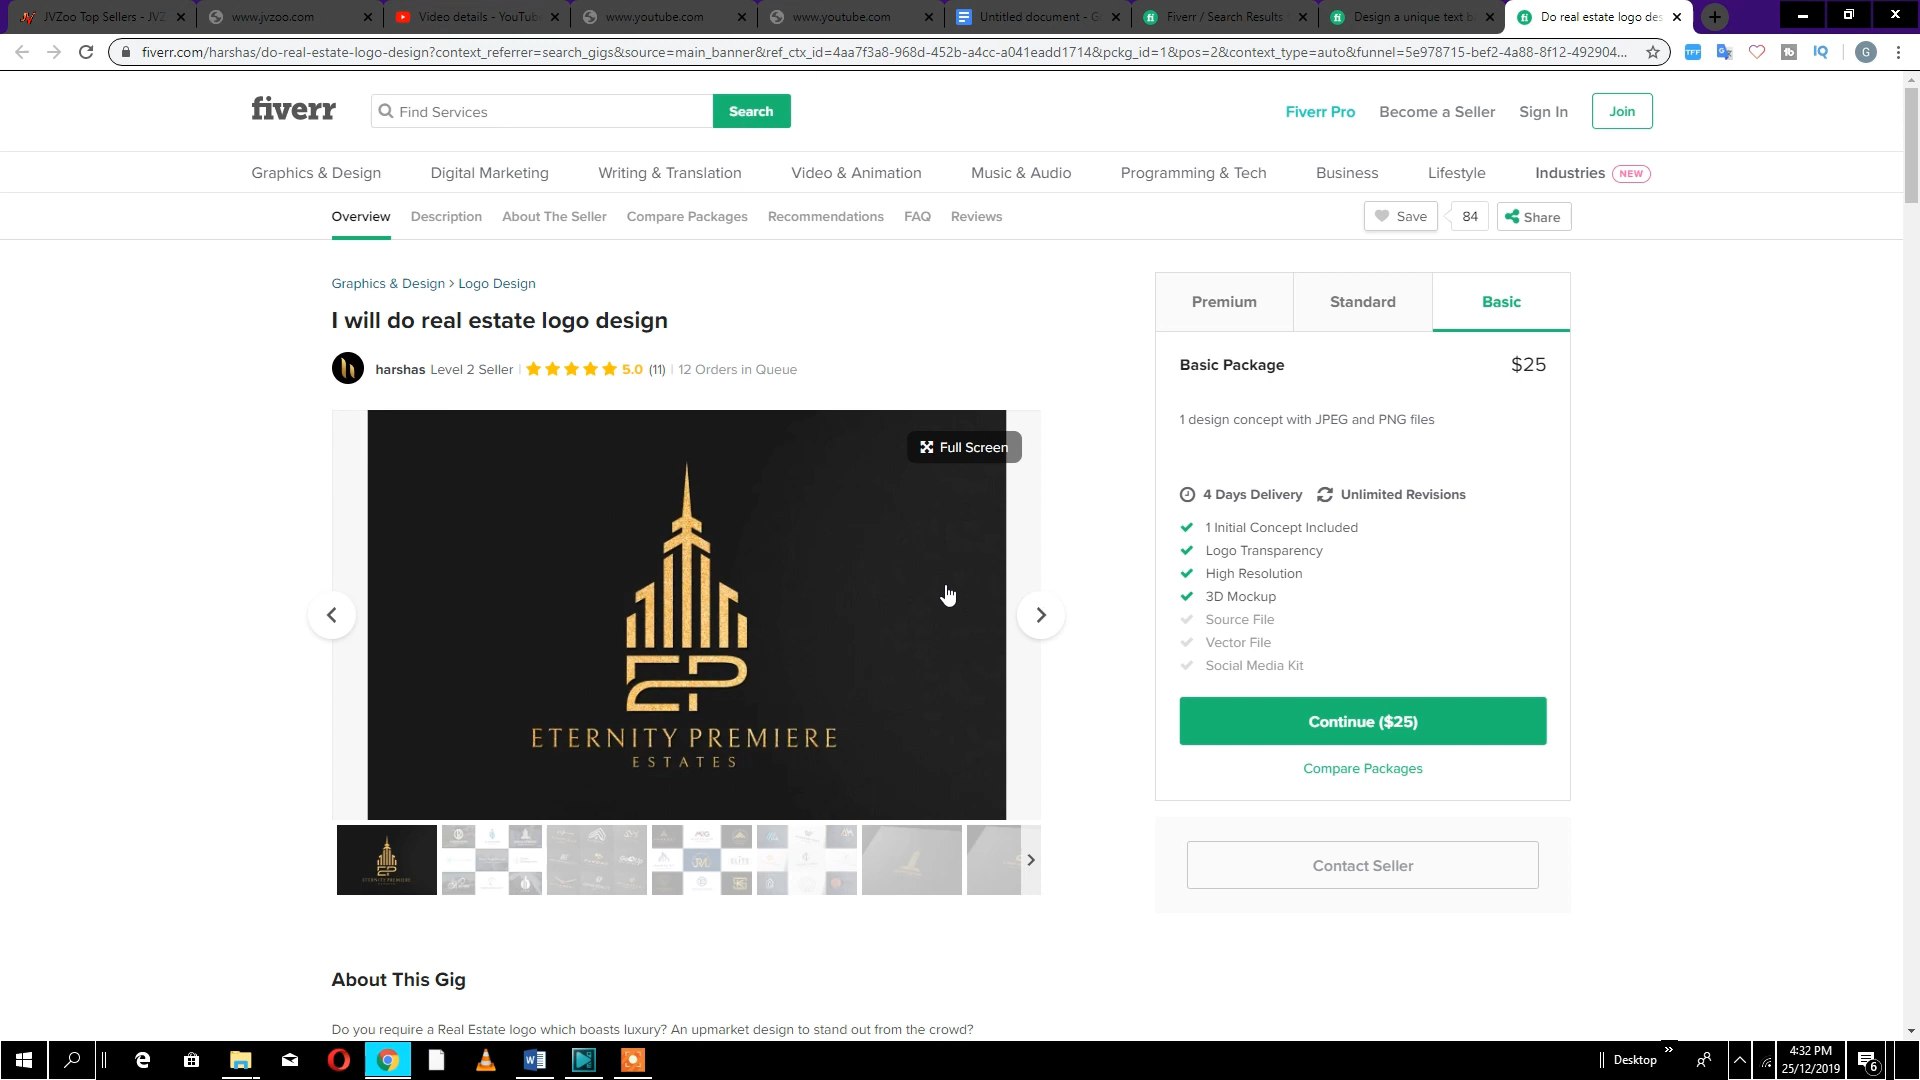 JVZoo Top Sellers - JVZ
www.jvzoo.com
Video details - YouTub
www.youtube.com
www.youtube.com
Untitled document - G
Fiverr / Search Results
Design a unique text b
Do real estate logo des
fiverr.com/harshas/do-real-estate-logo-design?context_referrer=search_gigs&source=main_banner&ref_ctx_id=4aa7f3a8-968d-452b-a4cc-a041eadd1714&pckg_id=1&pos=2&context_type=auto&funnel=5e978715-bef2-4a88-8f12-492904...
TFF
tb
IQ
G
fiverr
Find Services
Search
Fiverr Pro
Become a Seller
Sign In
Join
Graphics & Design
Digital Marketing
Writing & Translation
Video & Animation
Music & Audio
Programming & Tech
Business
Lifestyle
Industries NEW
Overview
Description
About The Seller
Compare Packages
Recommendations
FAQ
Reviews
Save
84
Share
Graphics & Design > Logo Design
I will do real estate logo design
harshas Level 2 Seller | 5.0 (11) | 12 Orders in Queue
Full Screen
EP
ETERNITY PREMIERE
ESTATES
Premium
Standard
Basic
Basic Package
$25
1 design concept with JPEG and PNG files
4 Days Delivery
Unlimited Revisions
1 Initial Concept Included
Logo Transparency
High Resolution
3D Mockup
Source File
Vector File
Social Media Kit
Continue ($25)
Compare Packages
Contact Seller
About This Gig
Do you require a Real Estate logo which boasts luxury? An upmarket design to stand out from the crowd?
Desktop
4:32 PM
25/12/2019
6